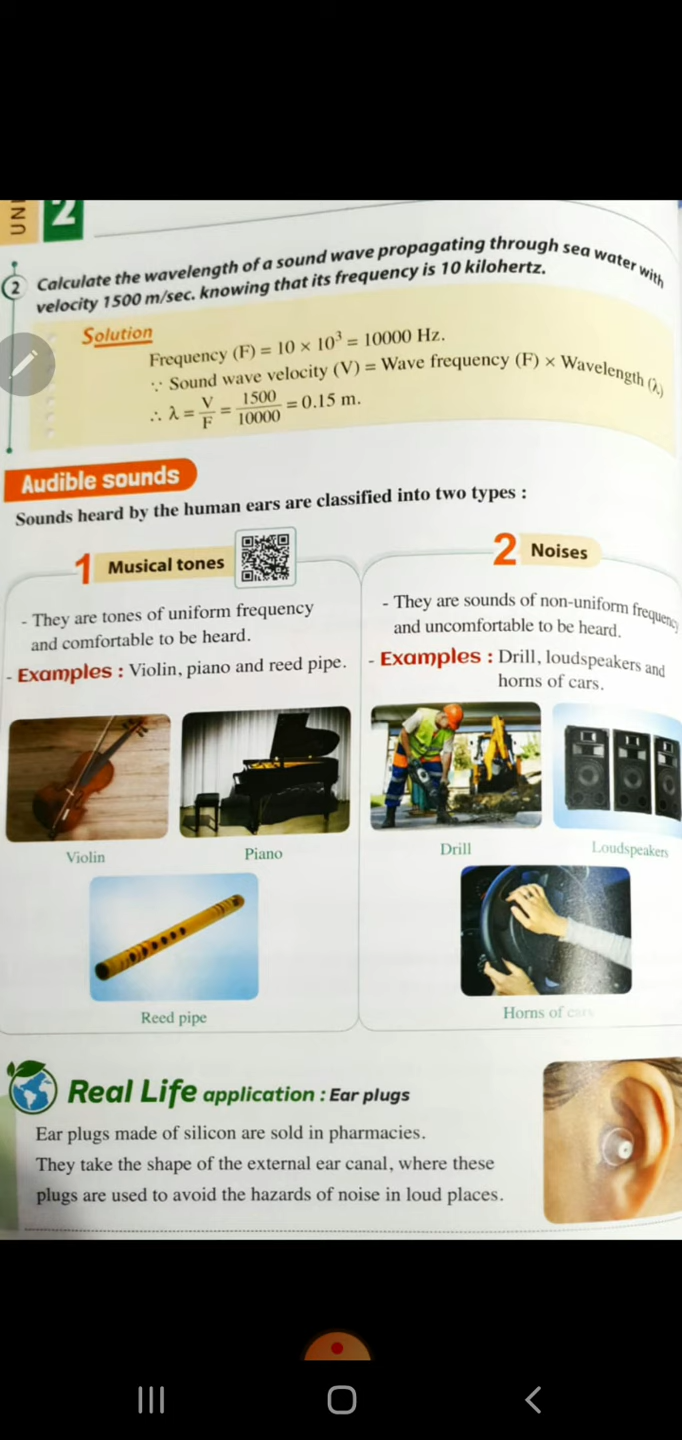 UNI 2
2 Calculate the wavelength of a sound wave propagating through sea water with
velocity 1500 m/sec. knowing that its frequency is 10 kilohertz.
Solution
Frequency (F) = 10 × 10³ = 10000 Hz.
∵ Sound wave velocity (V) = Wave frequency (F) × Wavelength (λ)
∴ λ = V/F = 1500/10000 = 0.15 m.
Audible sounds
Sounds heard by the human ears are classified into two types :
1 Musical tones
- They are tones of uniform frequency
and comfortable to be heard.
- Examples : Violin, piano and reed pipe.
Violin
Piano
Reed pipe
2 Noises
- They are sounds of non-uniform frequency
and uncomfortable to be heard.
- Examples : Drill, loudspeakers and
horns of cars.
Drill
Loudspeakers
Horns of cars
Real Life application : Ear plugs
Ear plugs made of silicon are sold in pharmacies.
They take the shape of the external ear canal, where these
plugs are used to avoid the hazards of noise in loud places.